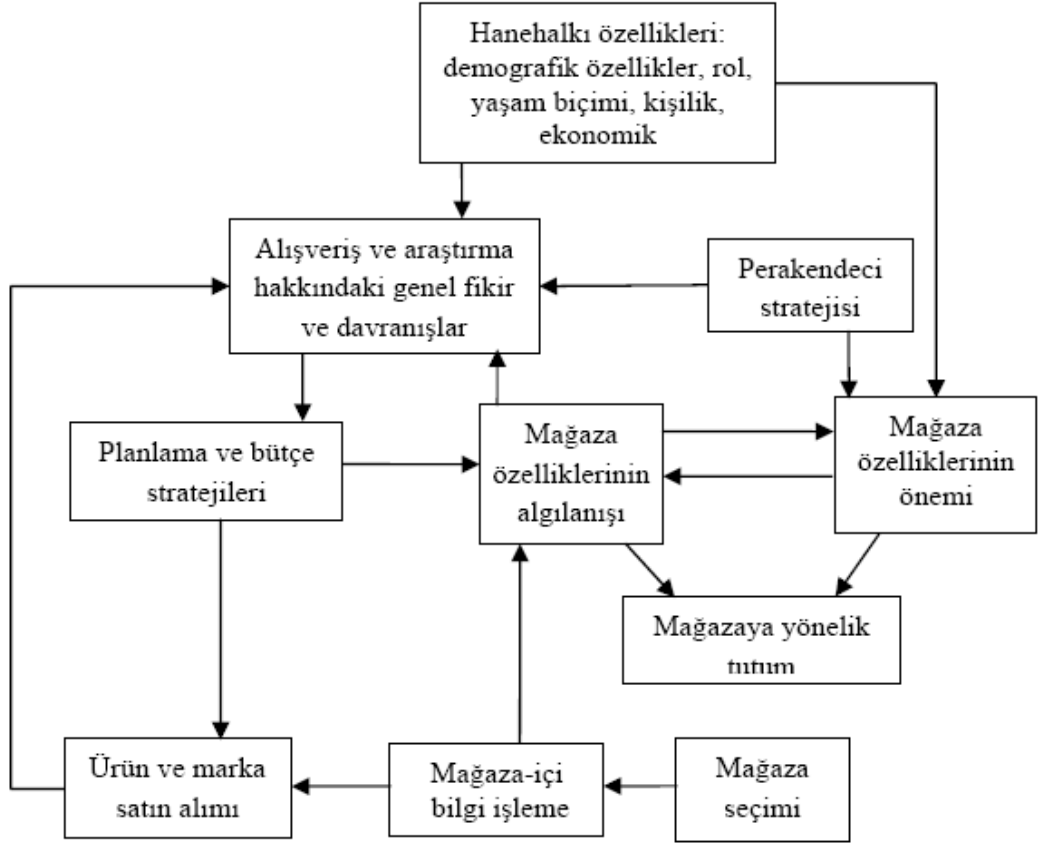 Hanehalkı özellikleri:
demografik özellikler, rol,
yaşam biçimi, kişilik,
ekonomik
Alışveriş ve araştırma
hakkındaki genel fikir
ve davranışlar
Perakendeci
stratejisi
Planlama ve bütçe
stratejileri
Mağaza
özelliklerinin
algılanışı
Mağaza
özelliklerinin
önemi
Mağazaya yönelik
tutum
Ürün ve marka
satın alımı
Mağaza-içi
bilgi işleme
Mağaza
seçimi